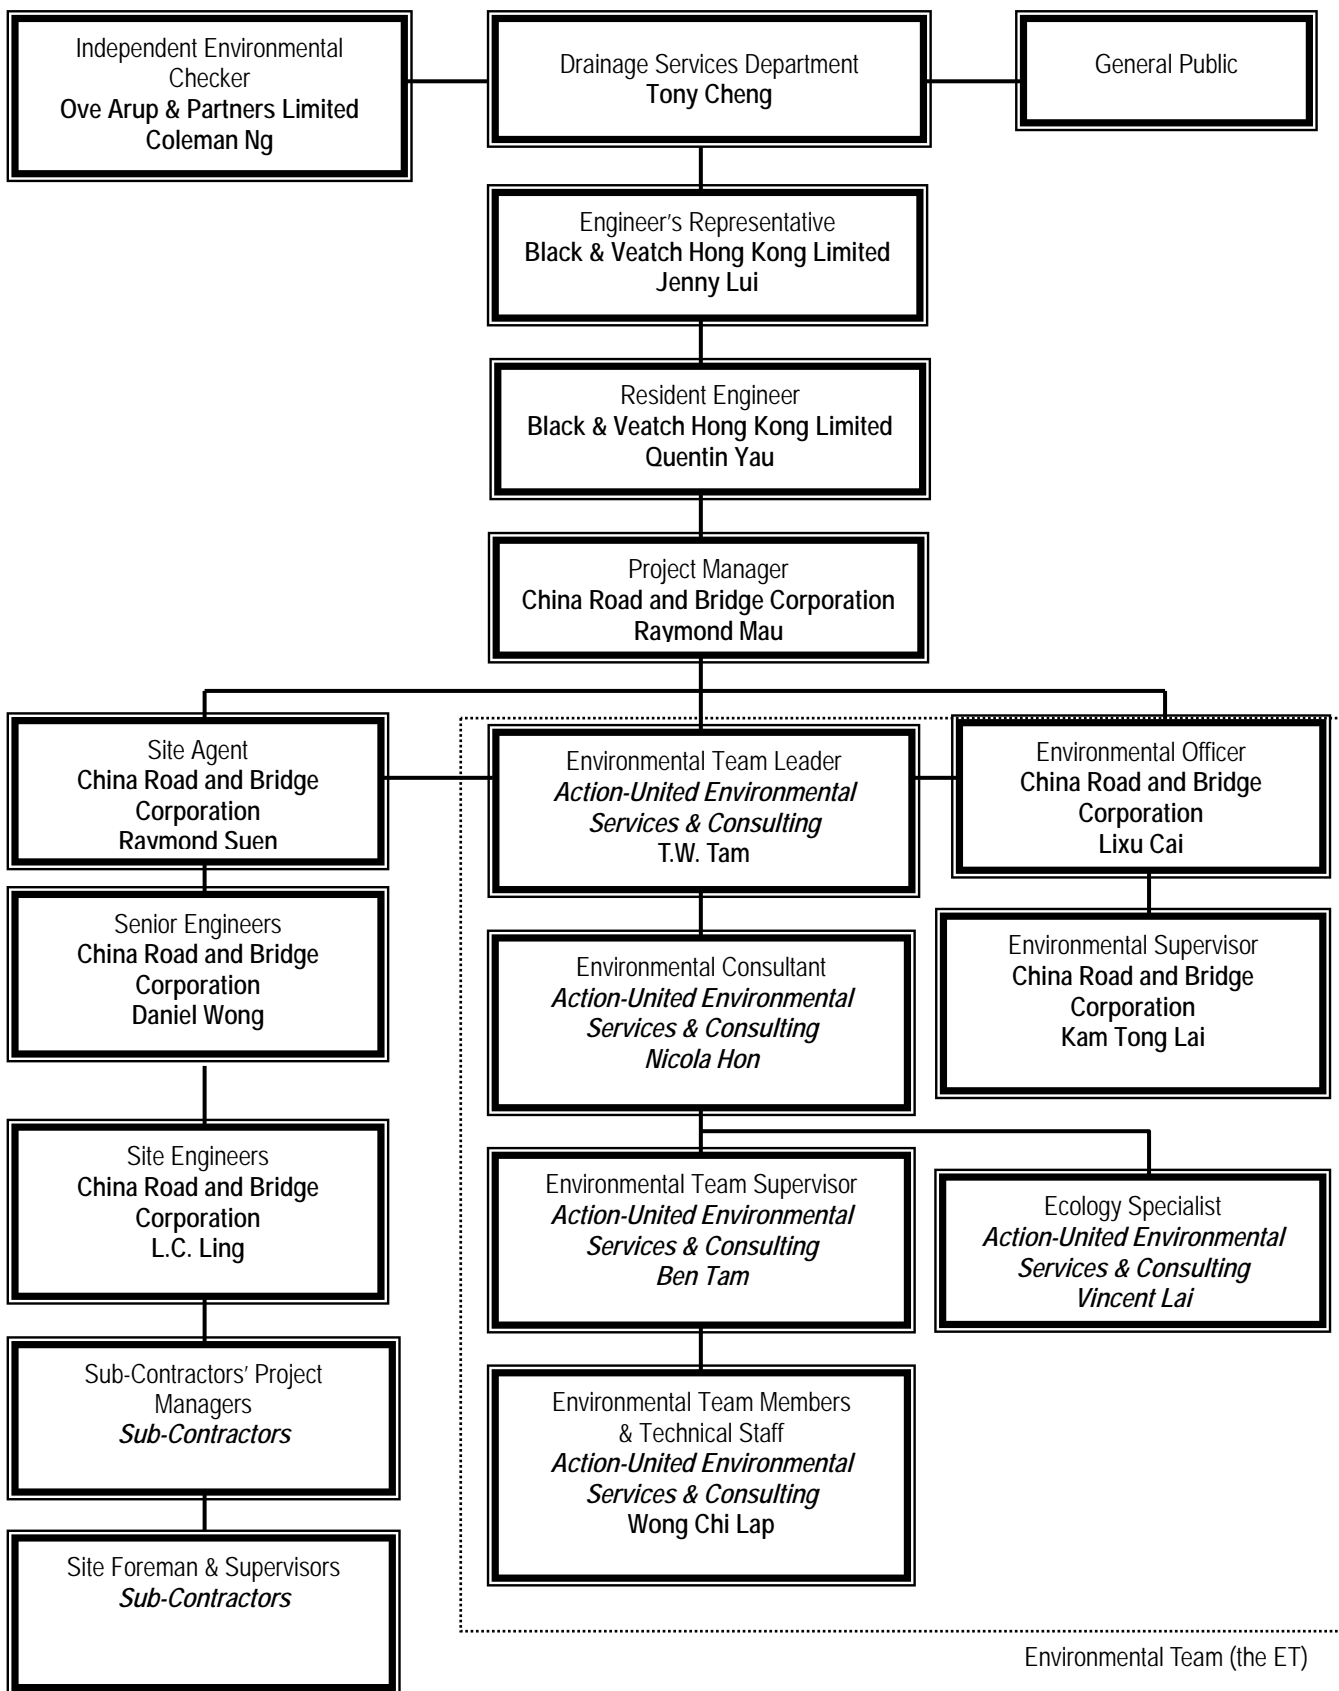 Independent Environmental
Checker
Ove Arup & Partners Limited
Coleman Ng
Drainage Services Department
Tony Cheng
General Public
Engineer's Representative
Black & Veatch Hong Kong Limited
Jenny Lui
Resident Engineer
Black & Veatch Hong Kong Limited
Quentin Yau
Project Manager
China Road and Bridge Corporation
Raymond Mau
Site Agent
China Road and Bridge
Corporation
Raymond Suen
Environmental Team Leader
Action-United Environmental
Services & Consulting
T.W. Tam
Environmental Officer
China Road and Bridge
Corporation
Lixu Cai
Senior Engineers
China Road and Bridge
Corporation
Daniel Wong
Environmental Consultant
Action-United Environmental
Services & Consulting
Nicola Hon
Environmental Supervisor
China Road and Bridge
Corporation
Kam Tong Lai
Site Engineers
China Road and Bridge
Corporation
L.C. Ling
Environmental Team Supervisor
Action-United Environmental
Services & Consulting
Ben Tam
Ecology Specialist
Action-United Environmental
Services & Consulting
Vincent Lai
Sub-Contractors' Project
Managers
Sub-Contractors
Environmental Team Members
& Technical Staff
Action-United Environmental
Services & Consulting
Wong Chi Lap
Site Foreman & Supervisors
Sub-Contractors
Environmental Team (the ET)